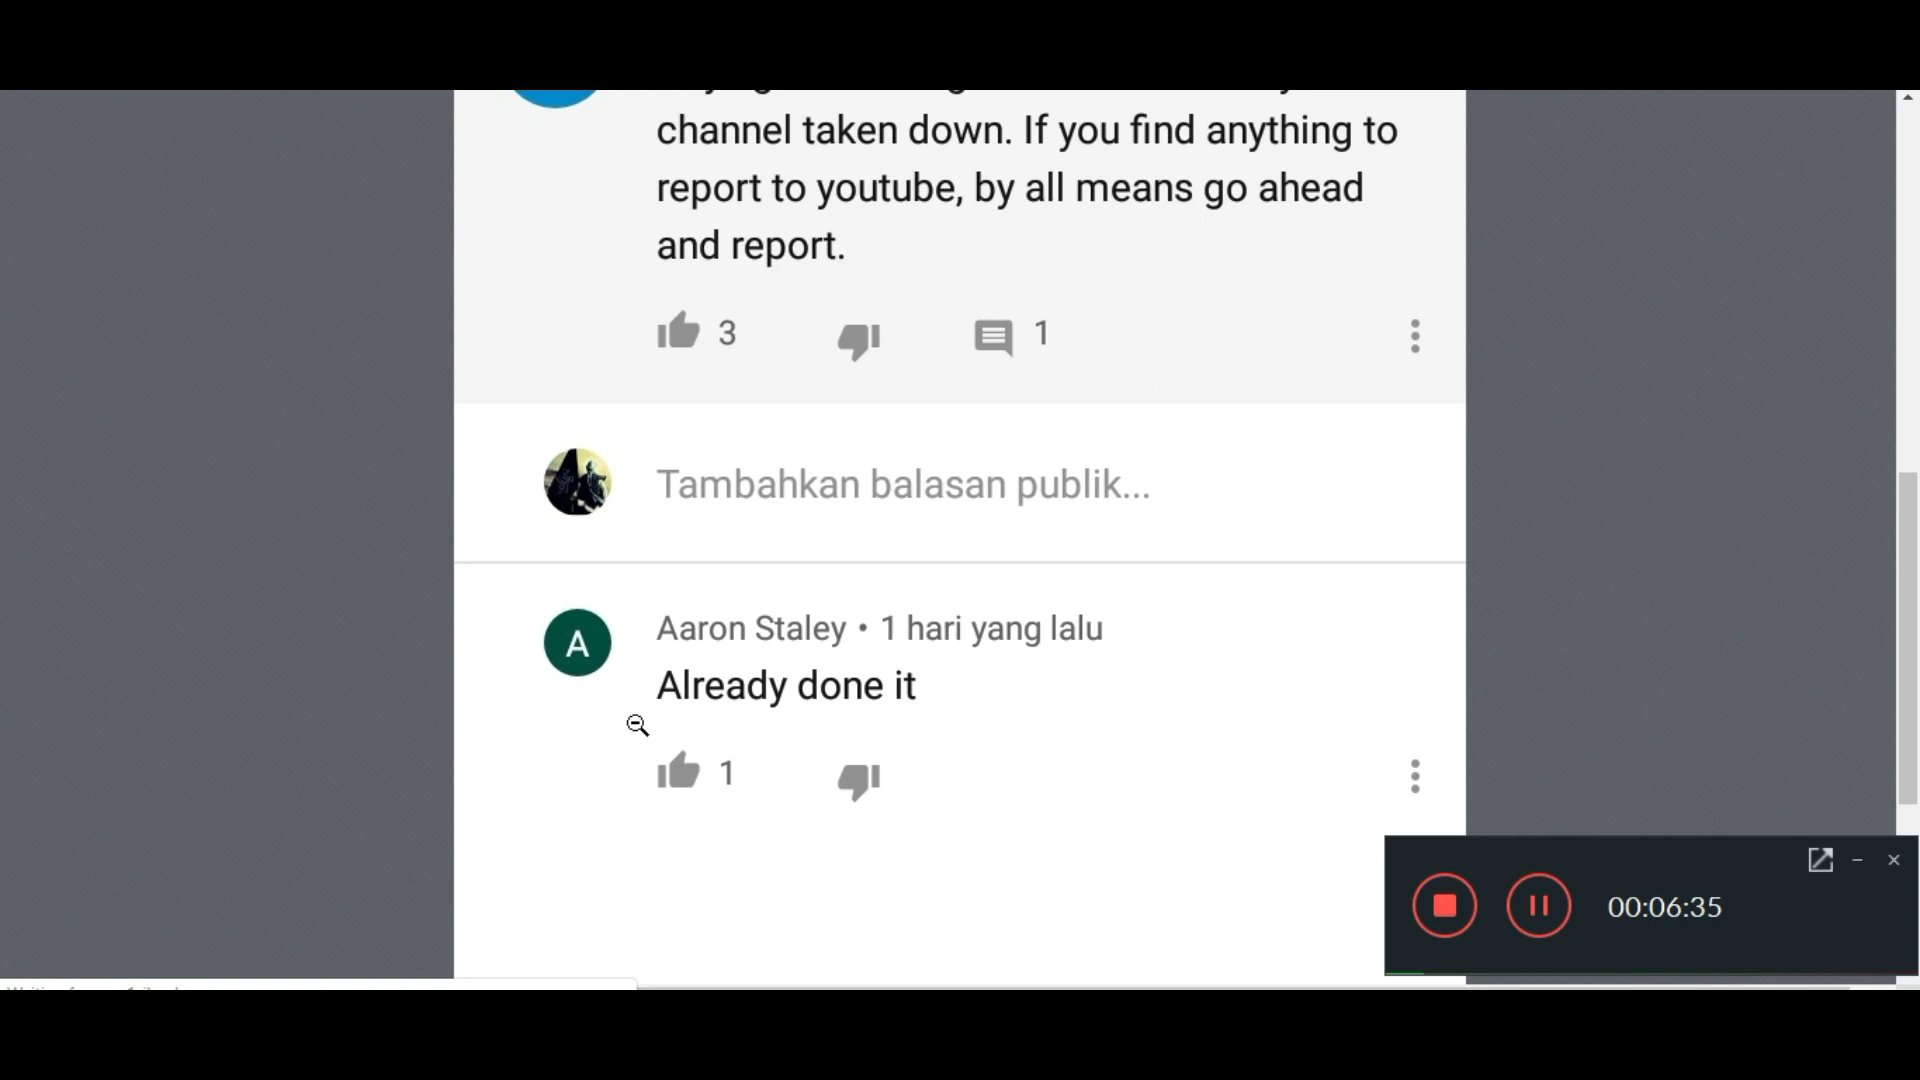 channel taken down. If you find anything to
report to youtube, by all means go ahead
and report.
3 1
Tambahkan balasan publik...
A
Aaron Staley • 1 hari yang lalu
Already done it
1
00:06:35